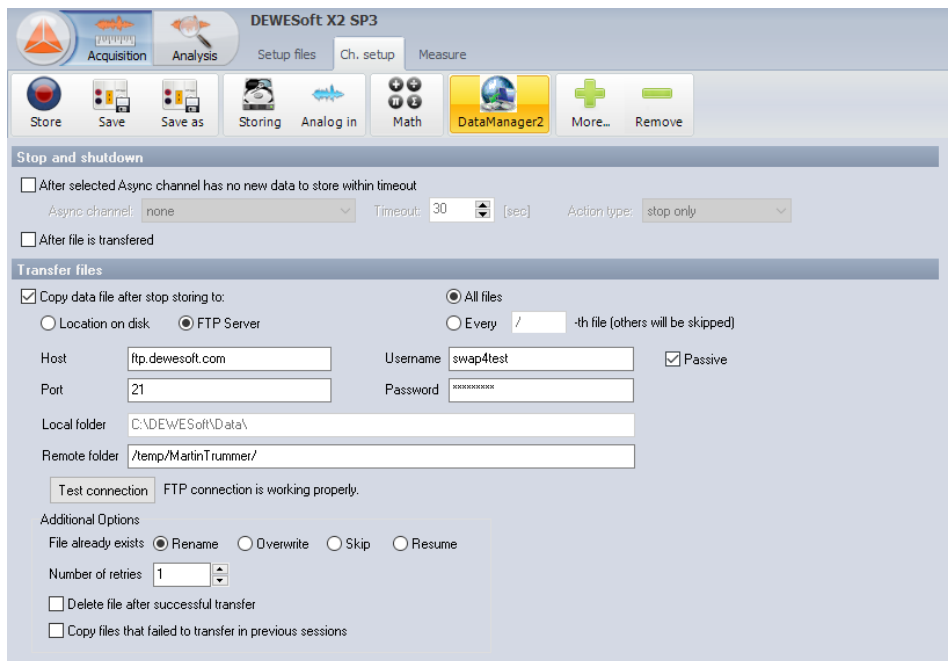 DEWESoft X2 SP3
Acquisition Analysis Setup files Ch. setup Measure
Store Save Save as Storing Analog in Math DataManager2 More... Remove
Stop and shutdown
After selected Async channel has no new data to store within timeout
Async channel: none Timeout: 30 [sec] Action type: stop only
After file is transfered
Transfer files
Copy data file after stop storing to: All files
Location on disk FTP Server Every / -th file (others will be skipped)
Host ftp.dewesoft.com Username swap4test Passive
Port 21 Password *********
Local folder C:\DEWESoft\Data\
Remote folder /temp/MartinTrummer/
Test connection FTP connection is working properly.
Additional Options
File already exists Rename Overwrite Skip Resume
Number of retries 1
Delete file after successful transfer
Copy files that failed to transfer in previous sessions